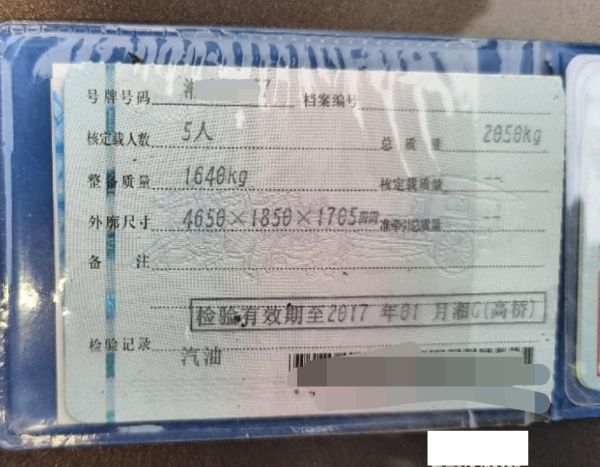 号牌号码 湘 7 档案编号
核定载人数 5人 总质量 2050kg
整备质量 1640kg 核定载质量 --
外廓尺寸 4650×1850×1705mm 准牵引总质量 --
备注
检验有效期至2017年01月湘G(高桥)
检验记录
汽油